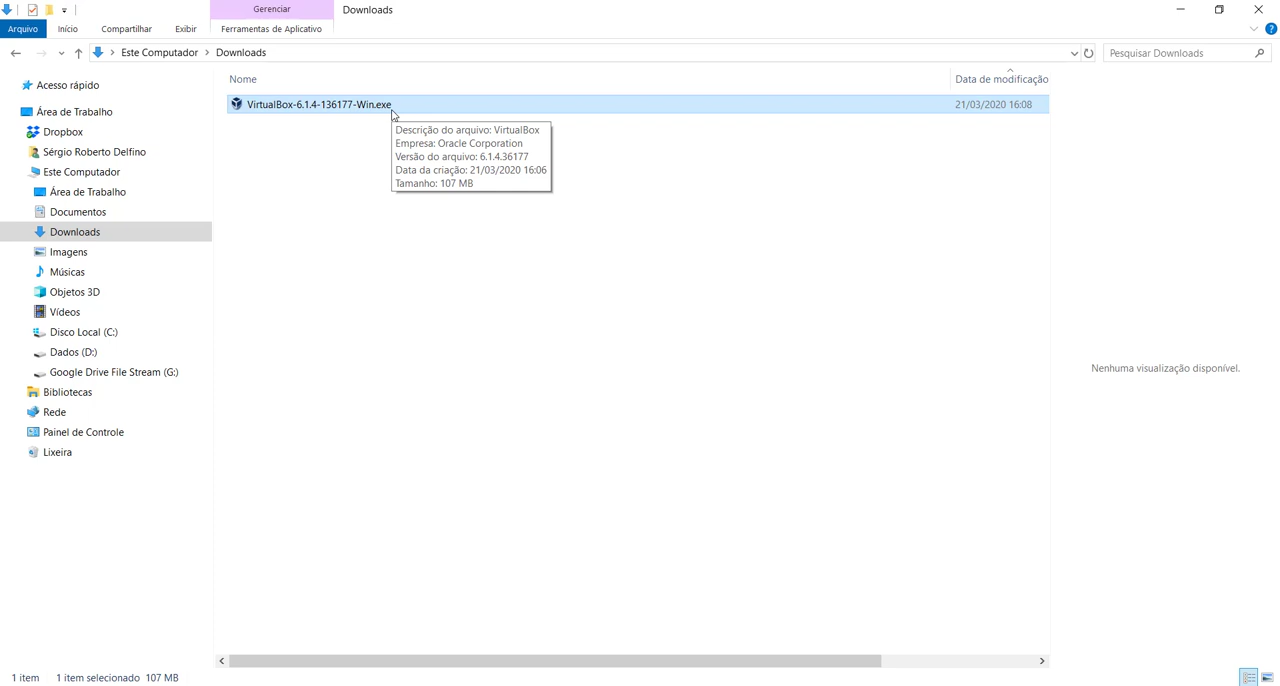 Gerenciar
Downloads
Arquivo
Início
Compartilhar
Exibir
Ferramentas de Aplicativo
Este Computador
Downloads
Pesquisar Downloads
Acesso rápido
Área de Trabalho
Dropbox
Sérgio Roberto Delfino
Este Computador
Área de Trabalho
Documentos
Downloads
Imagens
Músicas
Objetos 3D
Vídeos
Disco Local (C:)
Dados (D:)
Google Drive File Stream (G:)
Bibliotecas
Rede
Painel de Controle
Lixeira
Nome
Data de modificação
VirtualBox-6.1.4-136177-Win.exe
21/03/2020 16:08
Descrição do arquivo: VirtualBox
Empresa: Oracle Corporation
Versão do arquivo: 6.1.4.36177
Data da criação: 21/03/2020 16:06
Tamanho: 107 MB
Nenhuma visualização disponível.
1 item
1 item selecionado 107 MB